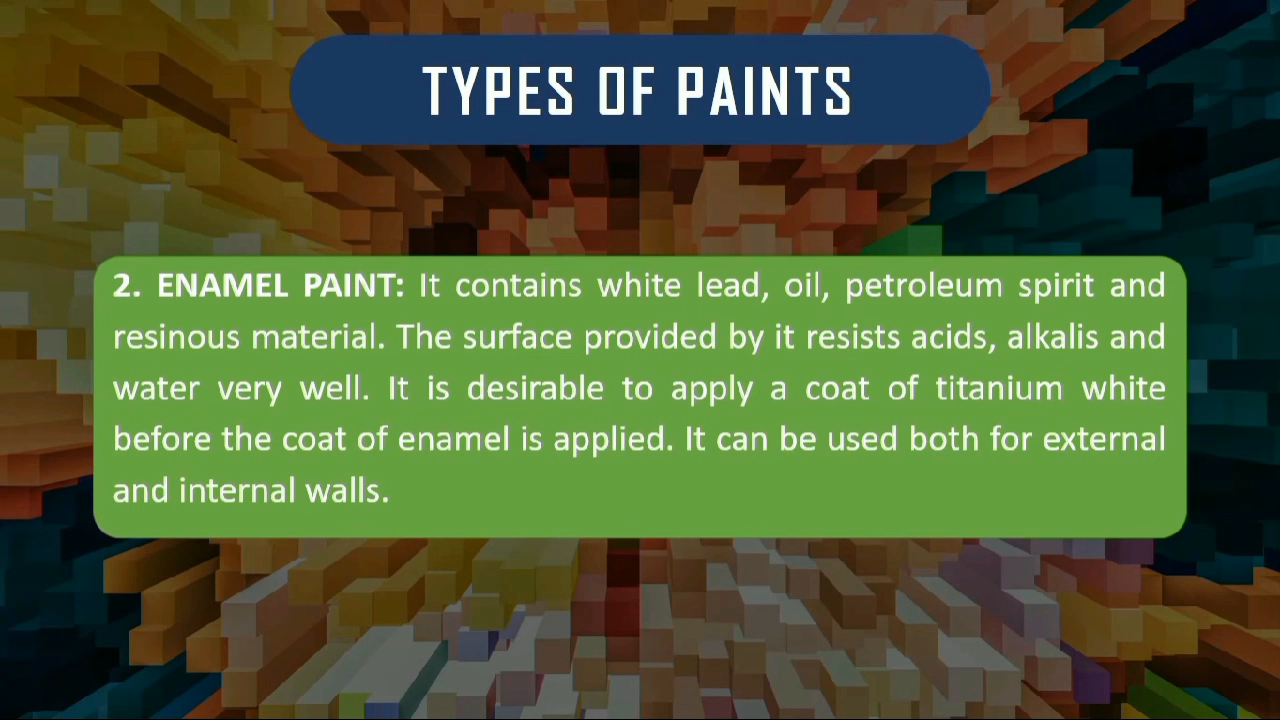 TYPES OF PAINTS
2. ENAMEL PAINT: It contains white lead, oil, petroleum spirit and
resinous material. The surface provided by it resists acids, alkalis and
water very well. It is desirable to apply a coat of titanium white
before the coat of enamel is applied. It can be used both for external
and internal walls.